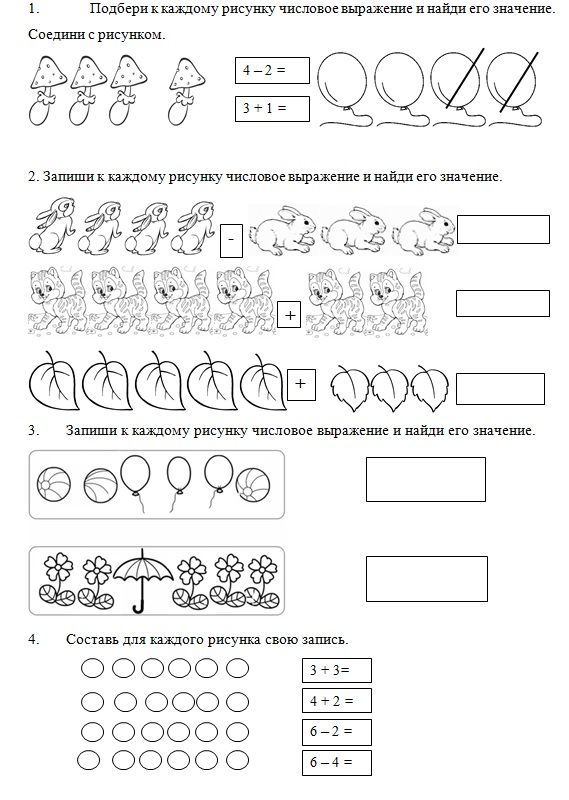 1. Подбери к каждому рисунку числовое выражение и найди его значение.
Соедини с рисунком.
4 – 2 =
3 + 1 =
2. Запиши к каждому рисунку числовое выражение и найди его значение.
-
+
+
3. Запиши к каждому рисунку числовое выражение и найди его значение.
4. Составь для каждого рисунка свою запись.
3 + 3=
4 + 2 =
6 – 2 =
6 – 4 =